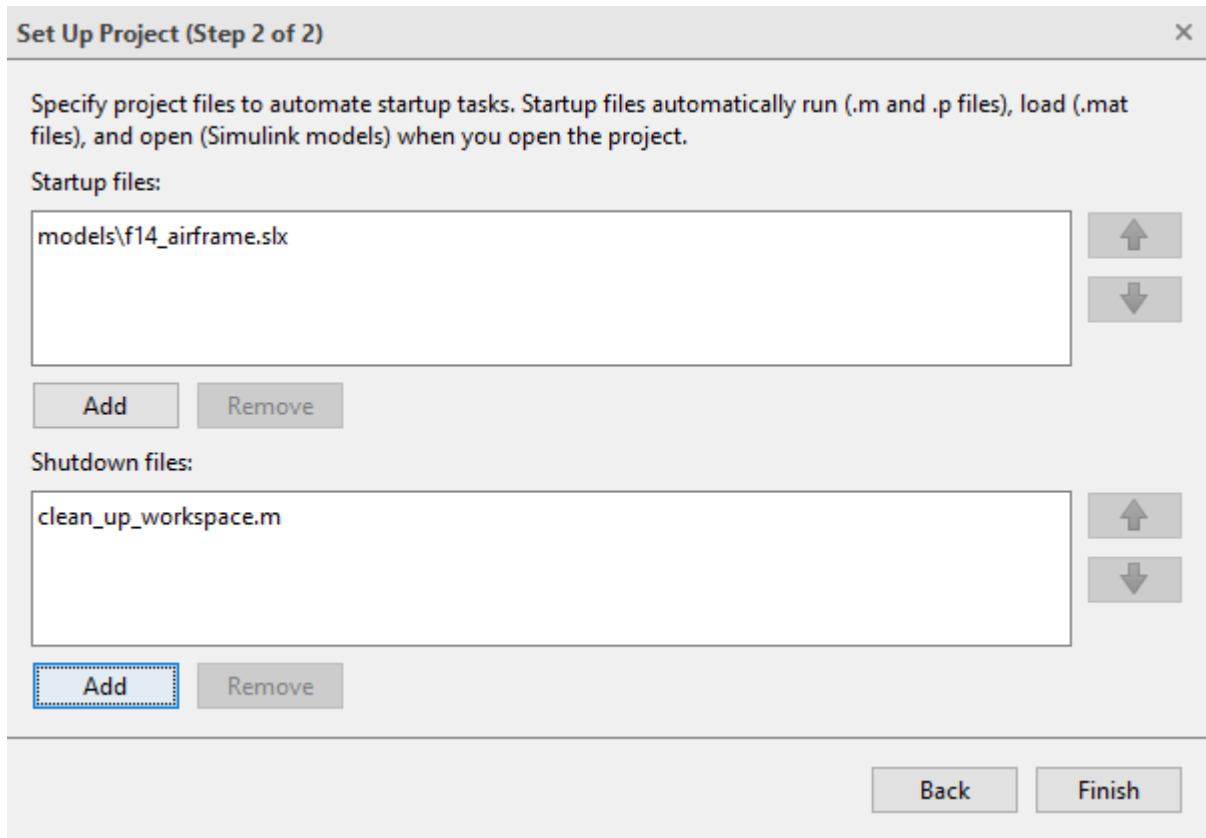 Set Up Project (Step 2 of 2)
Specify project files to automate startup tasks. Startup files automatically run (.m and .p files), load (.mat
files), and open (Simulink models) when you open the project.
Startup files:
models\f14_airframe.slx
Add Remove
Shutdown files:
clean_up_workspace.m
Add Remove
Back Finish